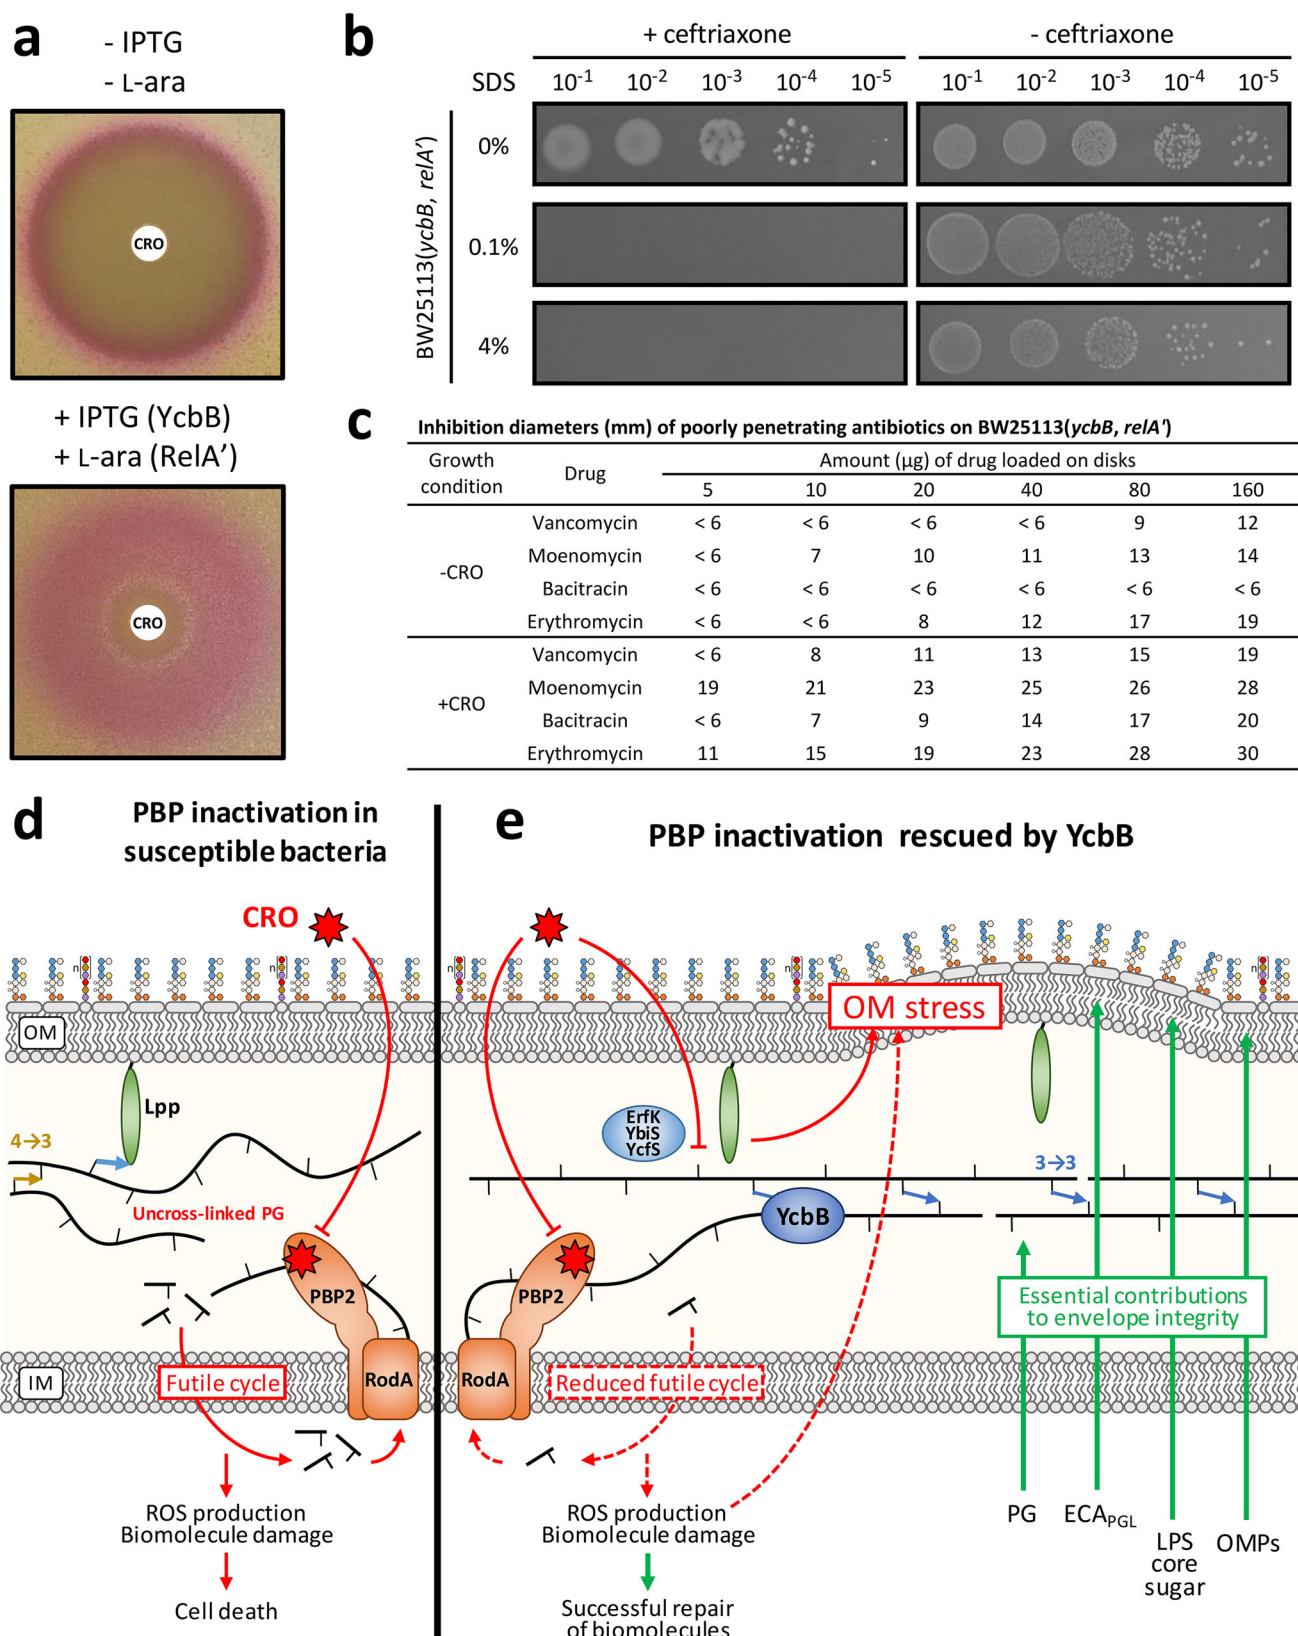 a
- IPTG
- L-ara
CRO
+ IPTG (YcbB)
+ L-ara (RelA’)
CRO
b
+ ceftriaxone
- ceftriaxone
SDS 10-1 10-2 10-3 10-4 10-5 10-1 10-2 10-3 10-4 10-5
BW25113(ycbB, relA’)
0%
0.1%
4%
c
Inhibition diameters (mm) of poorly penetrating antibiotics on BW25113(ycbB, relA’)
Growth condition Drug Amount (µg) of drug loaded on disks
5 10 20 40 80 160
-CRO
Vancomycin < 6 < 6 < 6 < 6 9 12
Moenomycin < 6 7 10 11 13 14
Bacitracin < 6 < 6 < 6 < 6 < 6 < 6
Erythromycin < 6 < 6 8 12 17 19
+CRO
Vancomycin < 6 8 11 13 15 19
Moenomycin 19 21 23 25 26 28
Bacitracin < 6 7 9 14 17 20
Erythromycin 11 15 19 23 28 30
d
PBP inactivation in
susceptible bacteria
CRO
n
n
OM
Lpp
4→3
Uncross-linked PG
PBP2
RodA
IM
Futile cycle
ROS production
Biomolecule damage
Cell death
e
PBP inactivation rescued by YcbB
n
n
n
OM stress
ErfK
YbiS
YcfS
3→3
YcbB
PBP2
RodA
Reduced futile cycle
Essential contributions
to envelope integrity
ROS production
Biomolecule damage
Successful repair
of biomolecules
PG
ECAPGL
LPS
core
sugar
OMPs